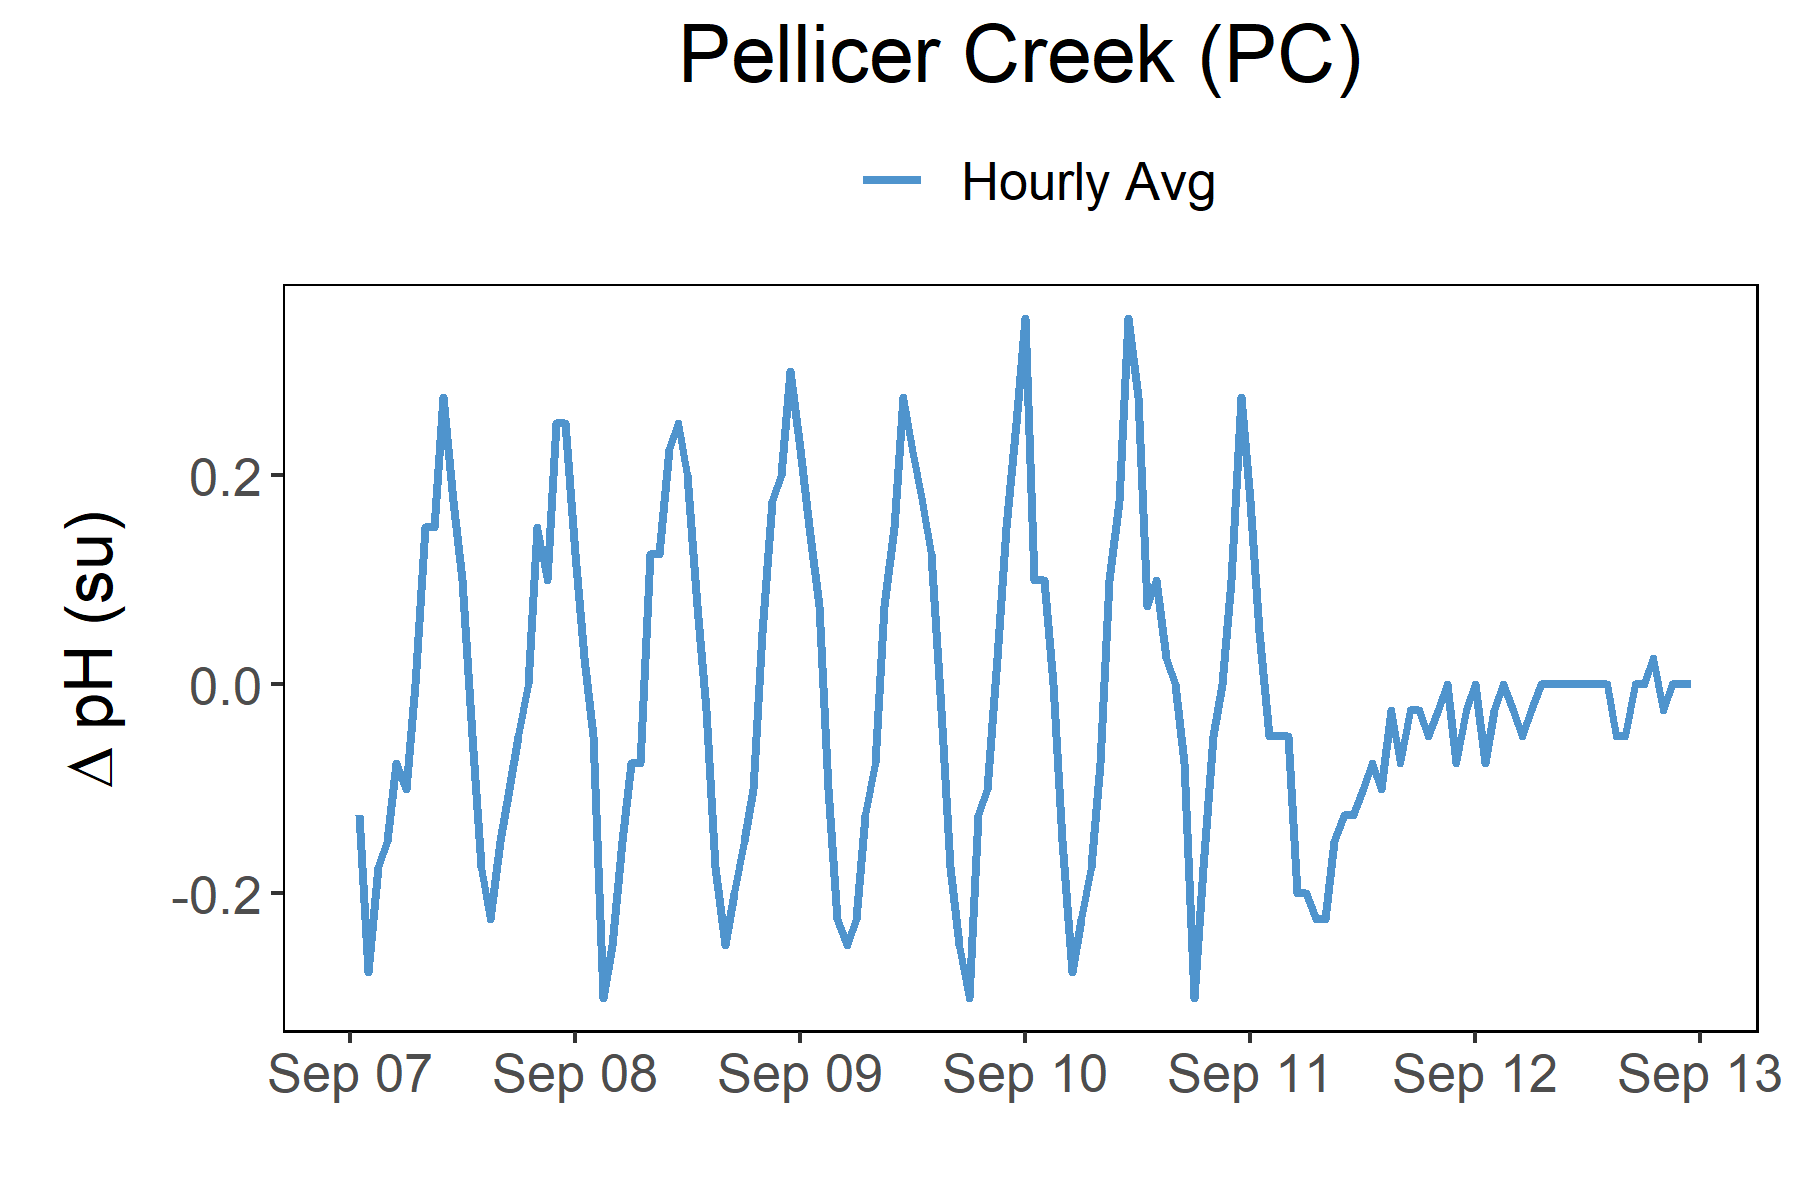 Pellicer Creek (PC)
Hourly Avg
Δ pH (su)
0.2
0.0
-0.2
Sep 07 Sep 08 Sep 09 Sep 10 Sep 11 Sep 12 Sep 13